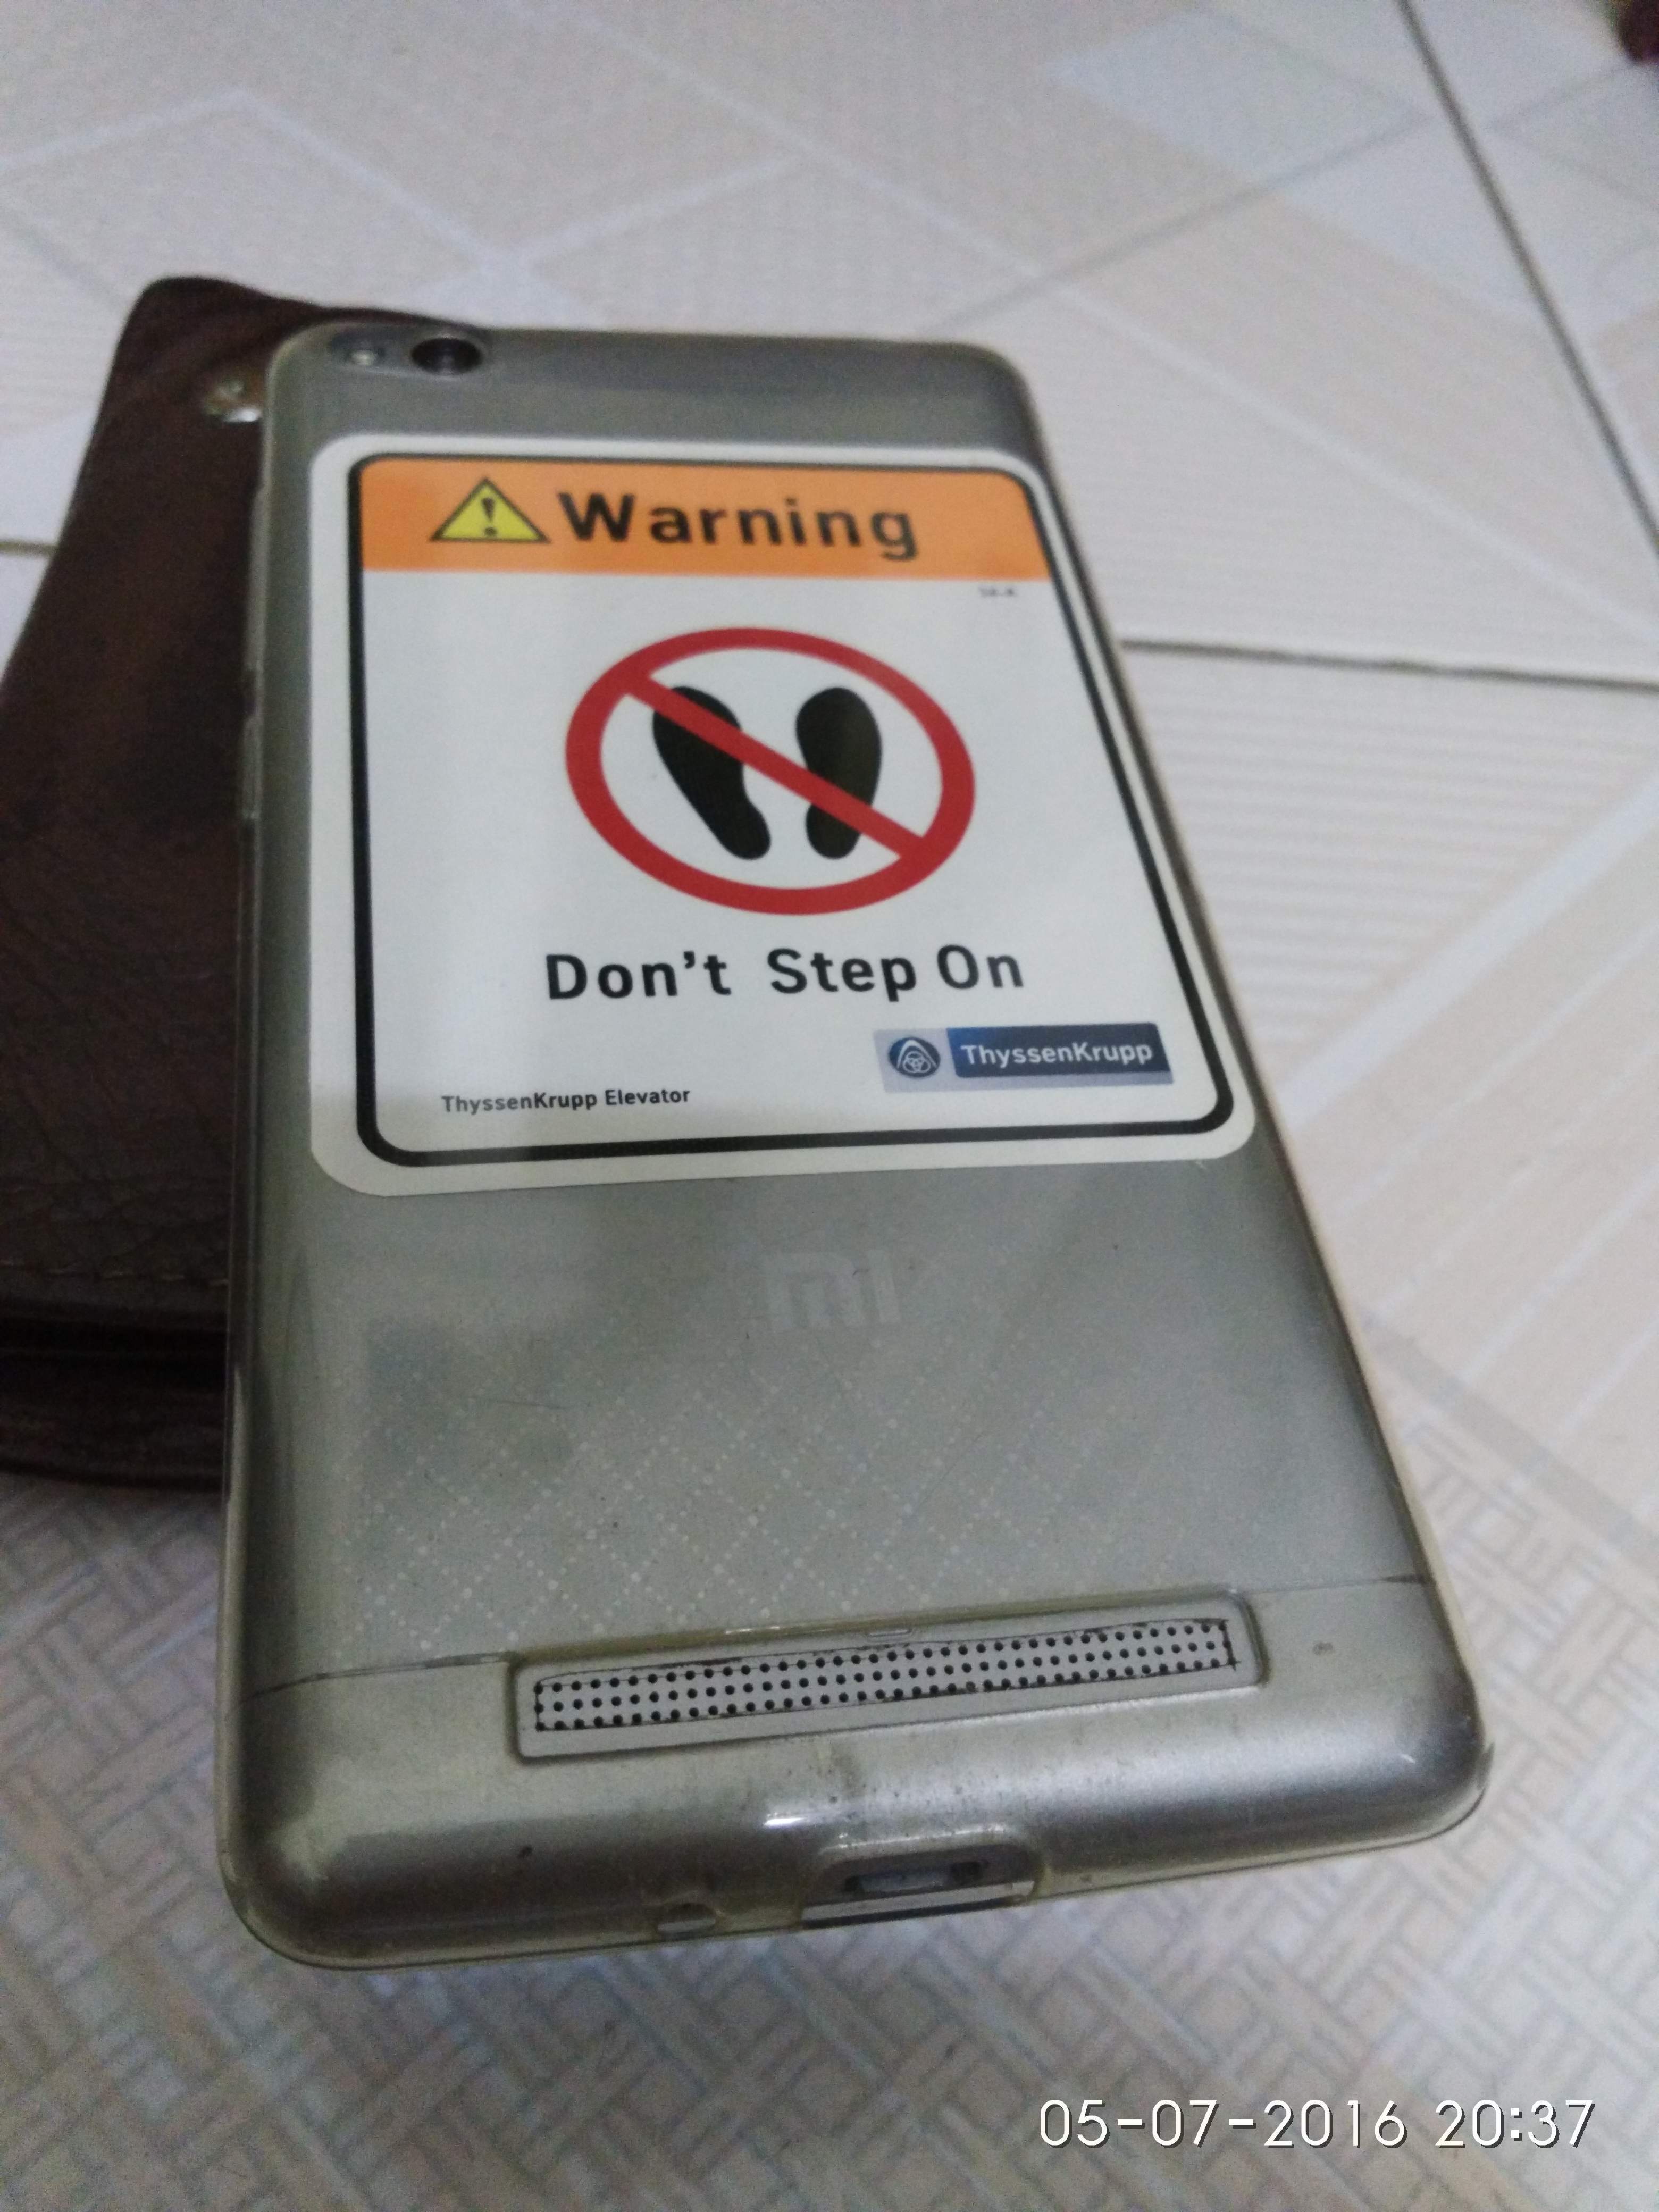 Warning
Don't Step On
ThyssenKrupp
ThyssenKrupp Elevator
mi
05-07-2016 20:37